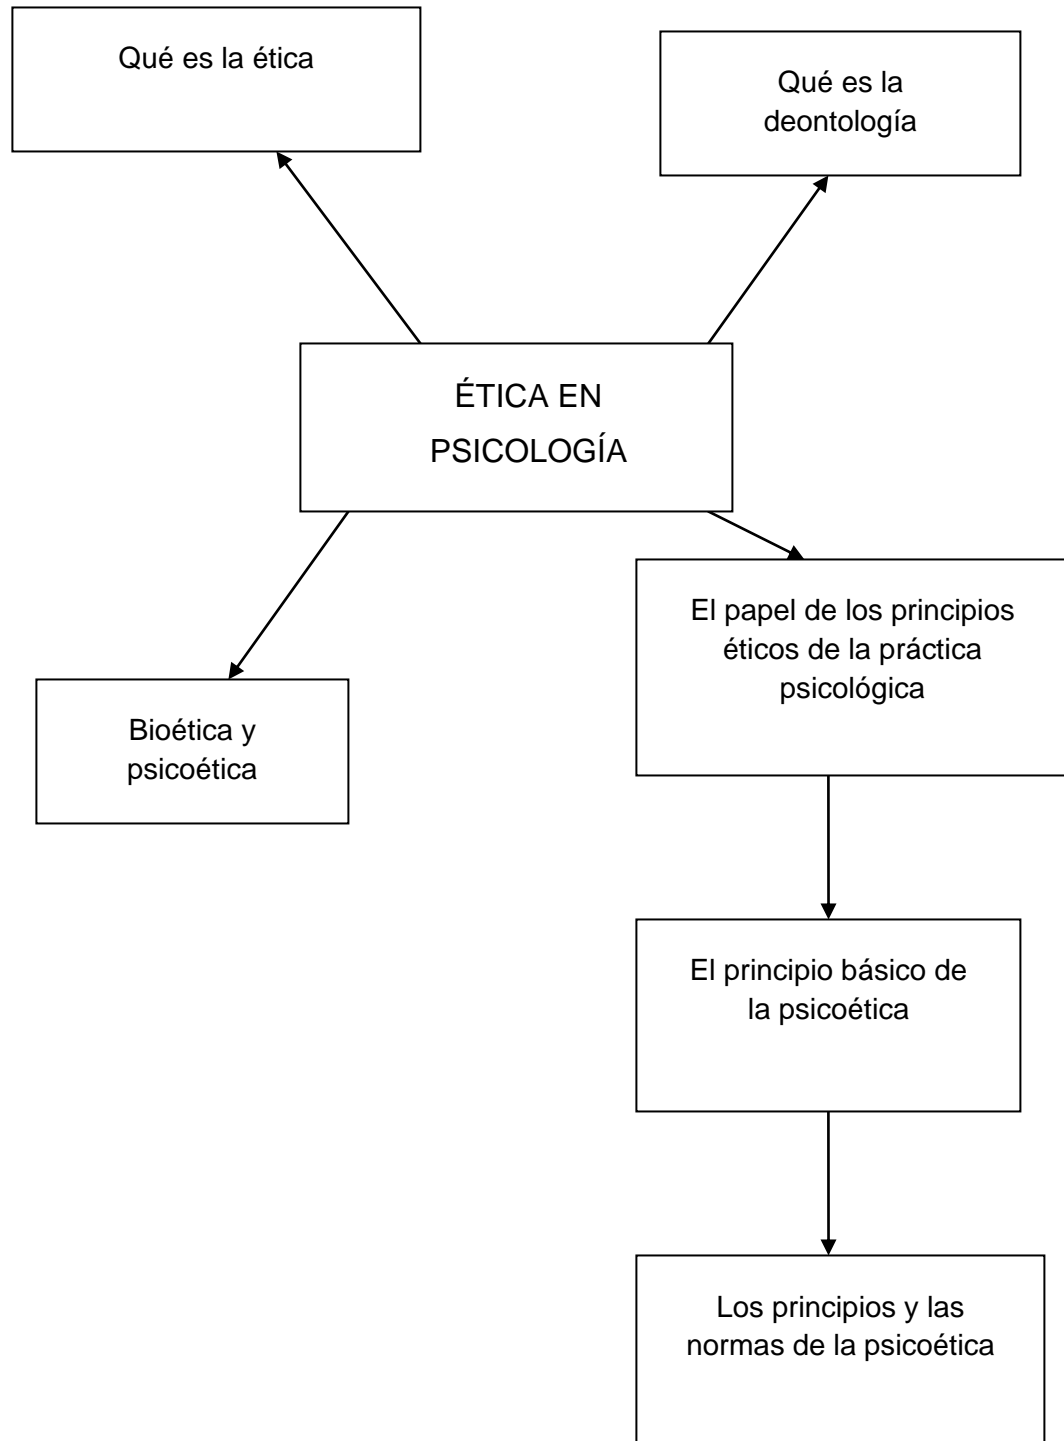 Qué es la ética
Qué es la
deontología
ÉTICA EN
PSICOLOGÍA
El papel de los principios
éticos de la práctica
psicológica
Bioética y
psicoética
El principio básico de
la psicoética
Los principios y las
normas de la psicoética